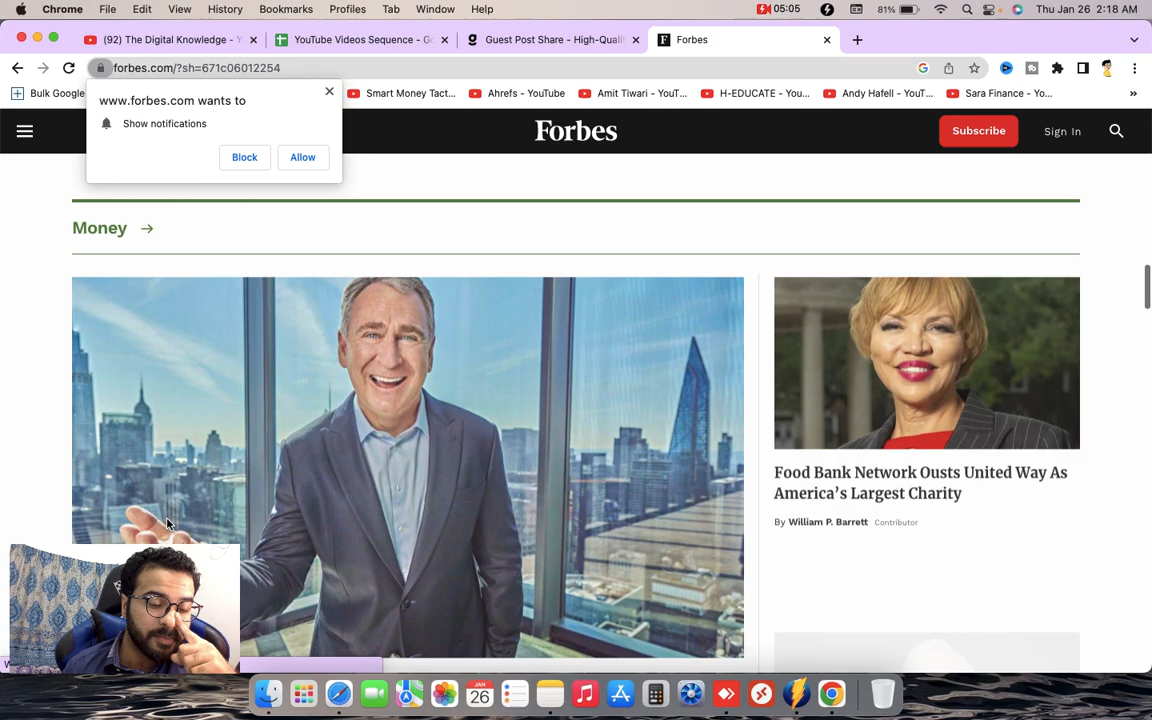 Chrome File Edit View History Bookmarks Profiles Tab Window Help 05:05 81% Thu Jan 26 2:18 AM
(92) The Digital Knowledge - Y
YouTube Videos Sequence - Go
Guest Post Share - High-Qualit
Forbes
forbes.com/?sh=671c06012254
Bulk Google
Smart Money Tact...
Ahrefs - YouTube
Amit Tiwari - YouT...
H-EDUCATE - You...
Andy Hafell - YouT...
Sara Finance - Yo...
www.forbes.com wants to
Show notifications
Block Allow
Forbes
Subscribe
Sign In
Money
Food Bank Network Ousts United Way As
America’s Largest Charity
By William P. Barrett Contributor
JAN
26